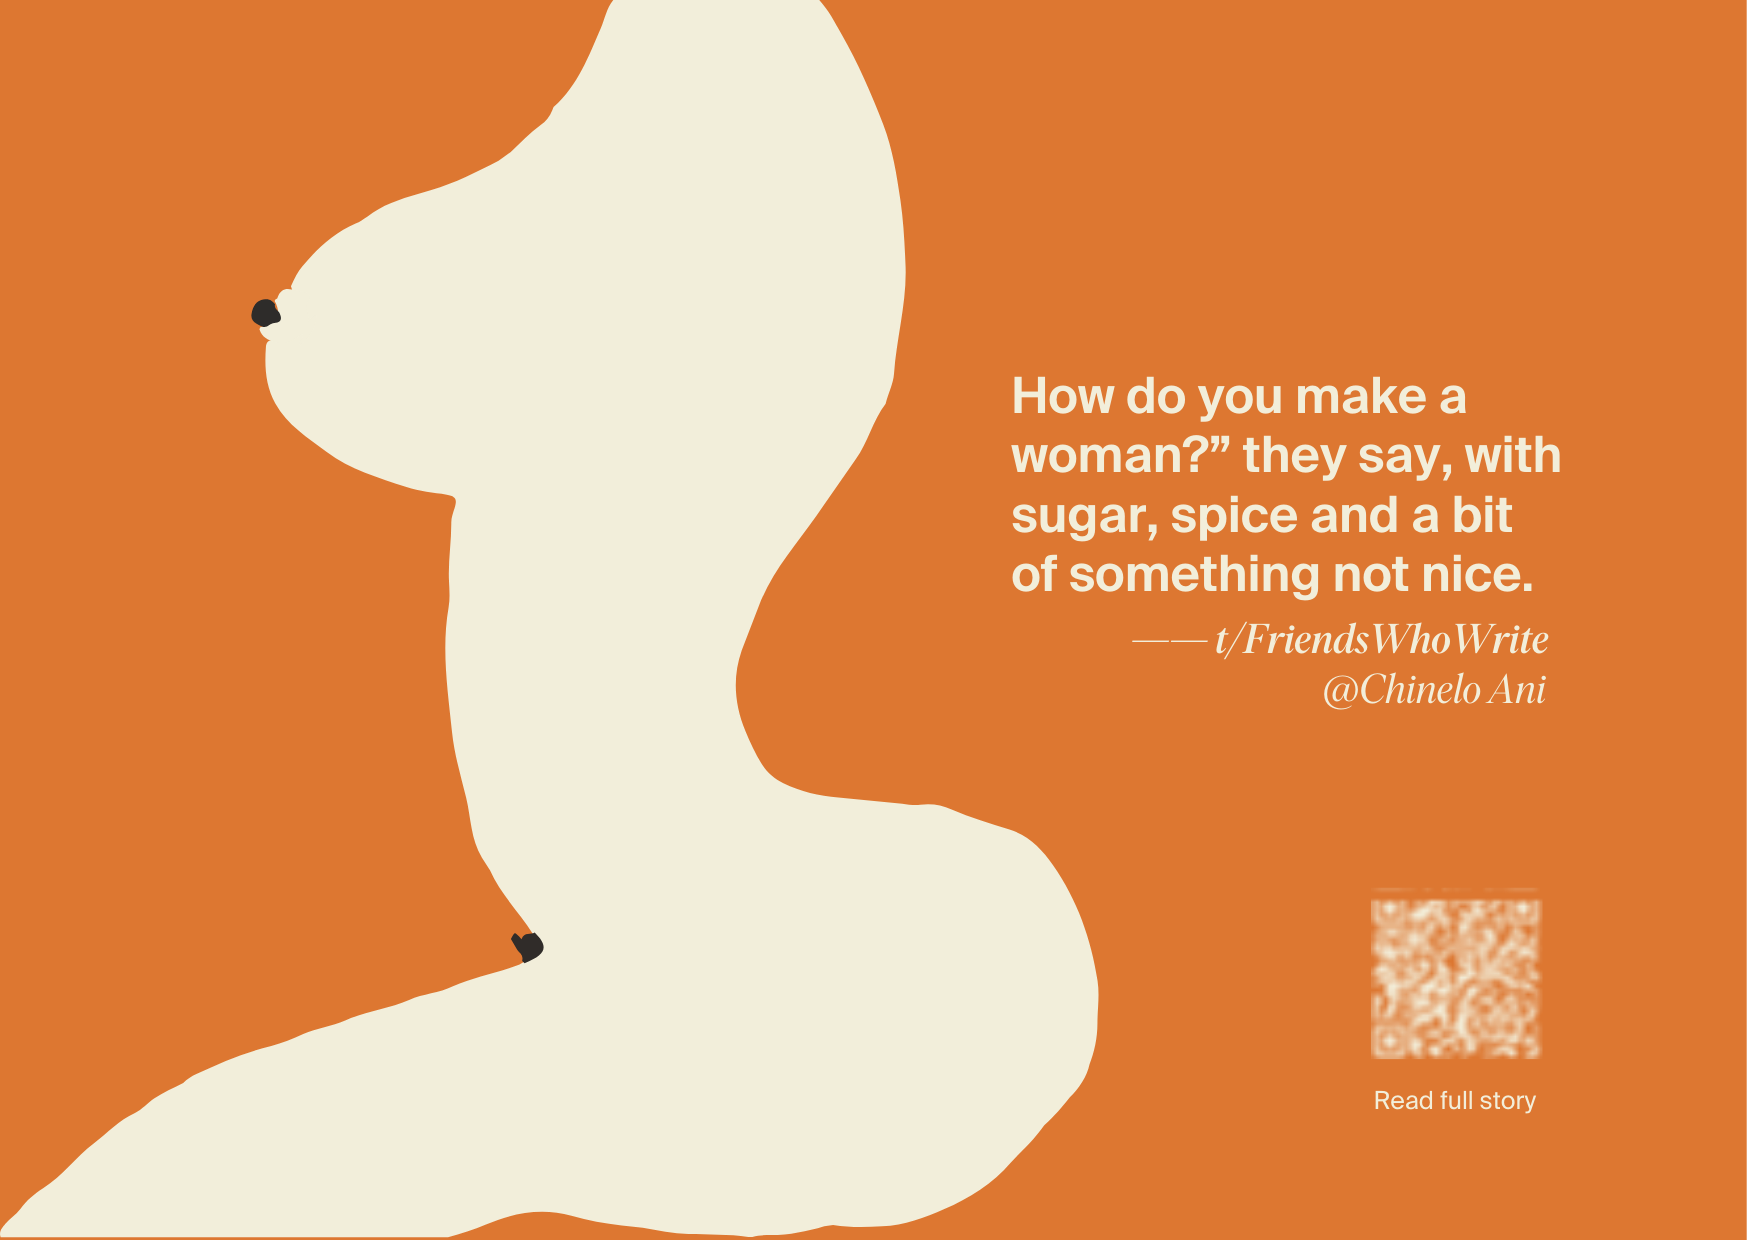 How do you make a
woman?” they say, with
sugar, spice and a bit
of something not nice.
—— t/FriendsWhoWrite
@Chinelo Ani
Read full story